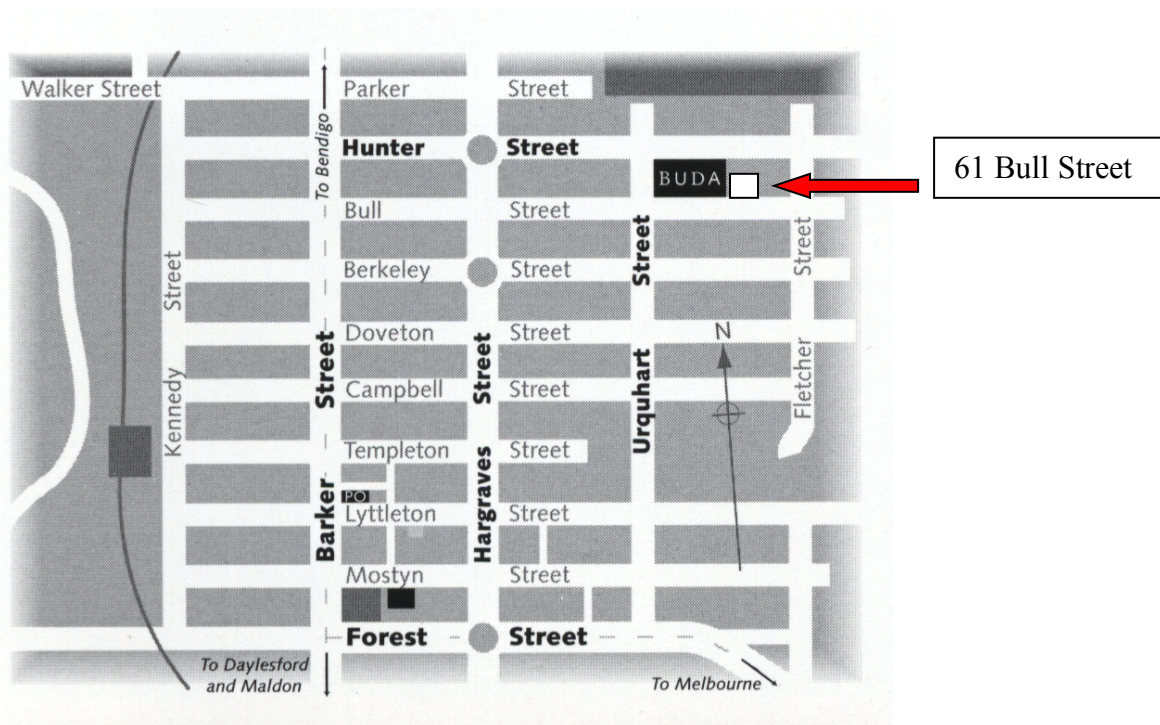 Walker Street
Parker Street
To Bendigo
Hunter Street
61 Bull Street
BUDA
Bull Street
Street
Street
Berkeley Street
Street
Doveton Street
N
Street
Street
Campbell Street
Urquhart
Fletcher
Kennedy
Templeton Street
Barker
Hargraves
PO
Lyttleton Street
Mostyn Street
Forest Street
To Daylesford
and Maldon
To Melbourne